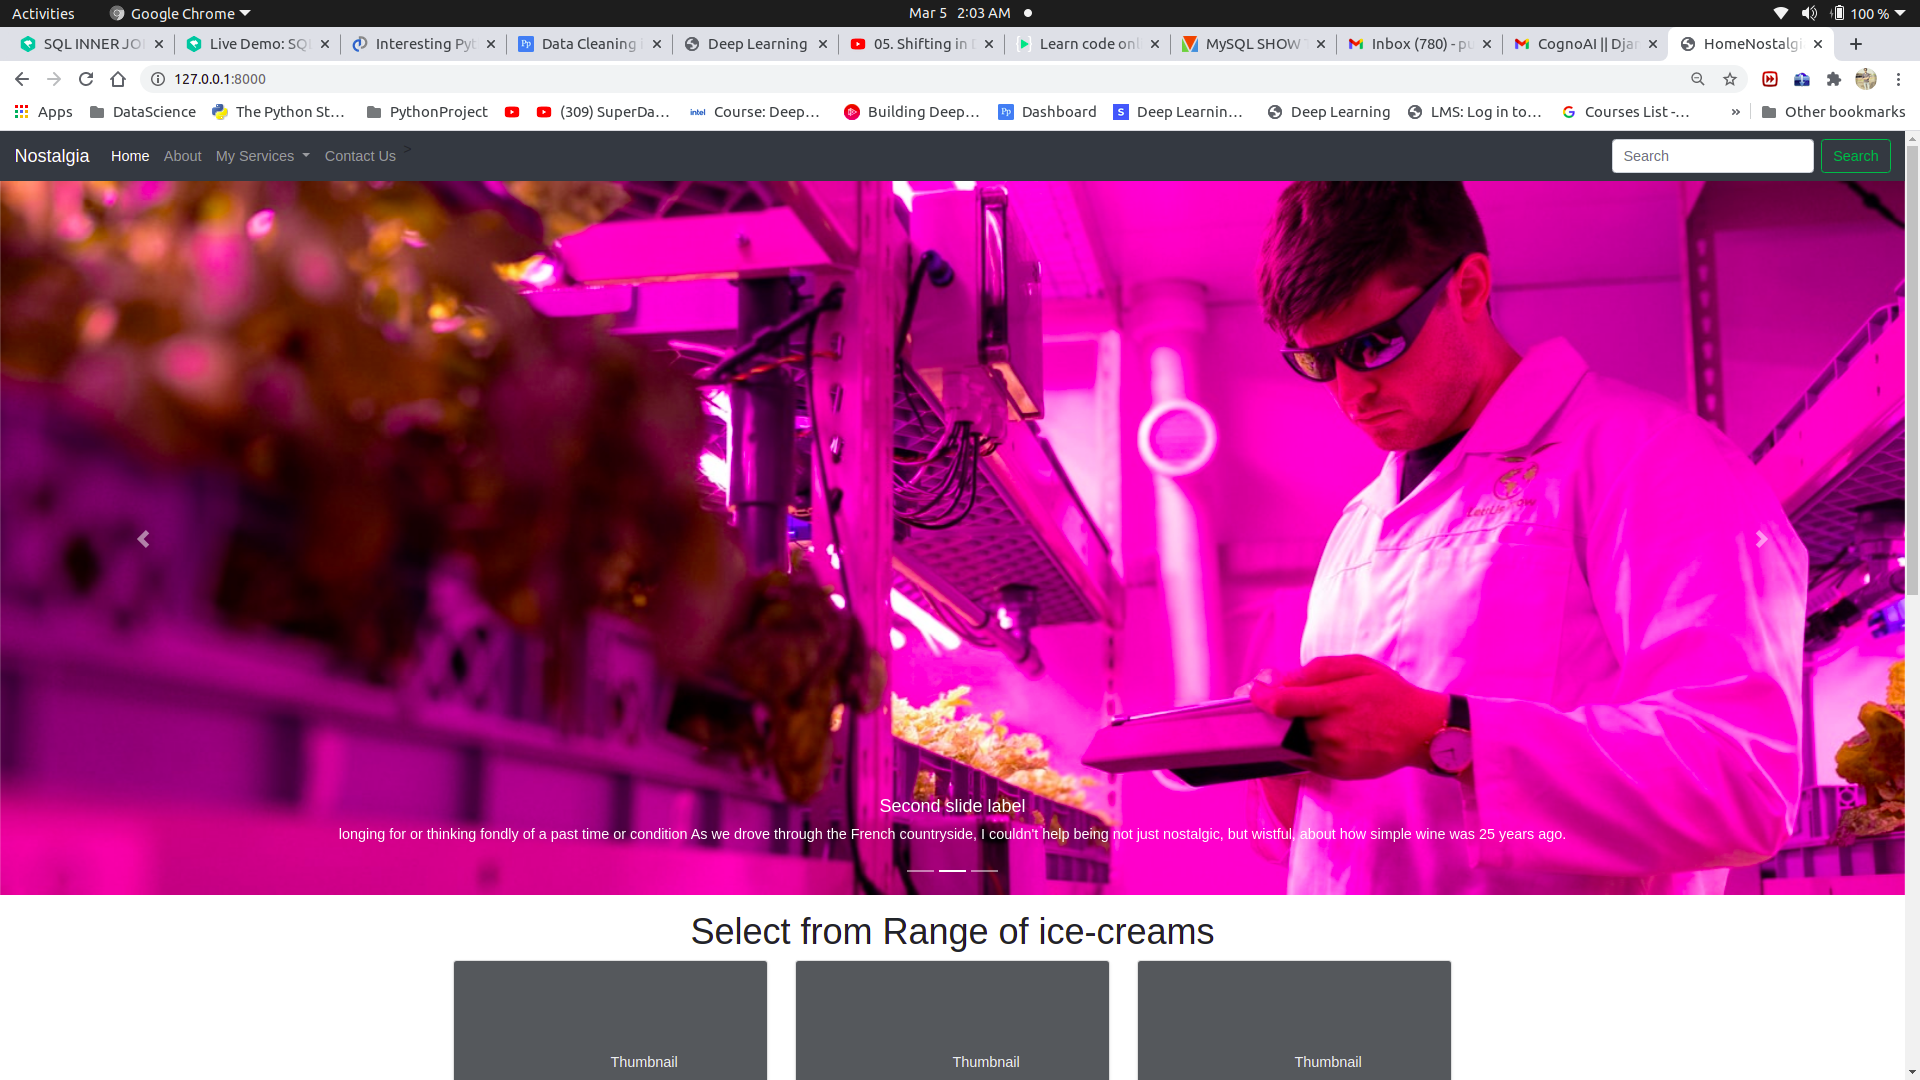 Activities
Google Chrome
Mar 5 2:03 AM
100 %
SQL INNER JO
Live Demo: SQ
Interesting Pyt
Data Cleaning
Deep Learning
05. Shifting in
Learn code onl
MySQL SHOW
Inbox (780) - pu
CognoAI || Djan
HomeNostalgi
127.0.0.1:8000
Apps
DataScience
The Python St...
PythonProject
(309) SuperDa...
intel
Course: Deep...
Building Deep...
Pp
Dashboard
S
Deep Learnin...
Deep Learning
LMS: Log in to...
Courses List -...
»
Other bookmarks
Nostalgia
Home
About
My Services
Contact Us
>
Search
Search
Second slide label
longing for or thinking fondly of a past time or condition As we drove through the French countryside, I couldn't help being not just nostalgic, but wistful, about how simple wine was 25 years ago.
Select from Range of ice-creams
Thumbnail
Thumbnail
Thumbnail